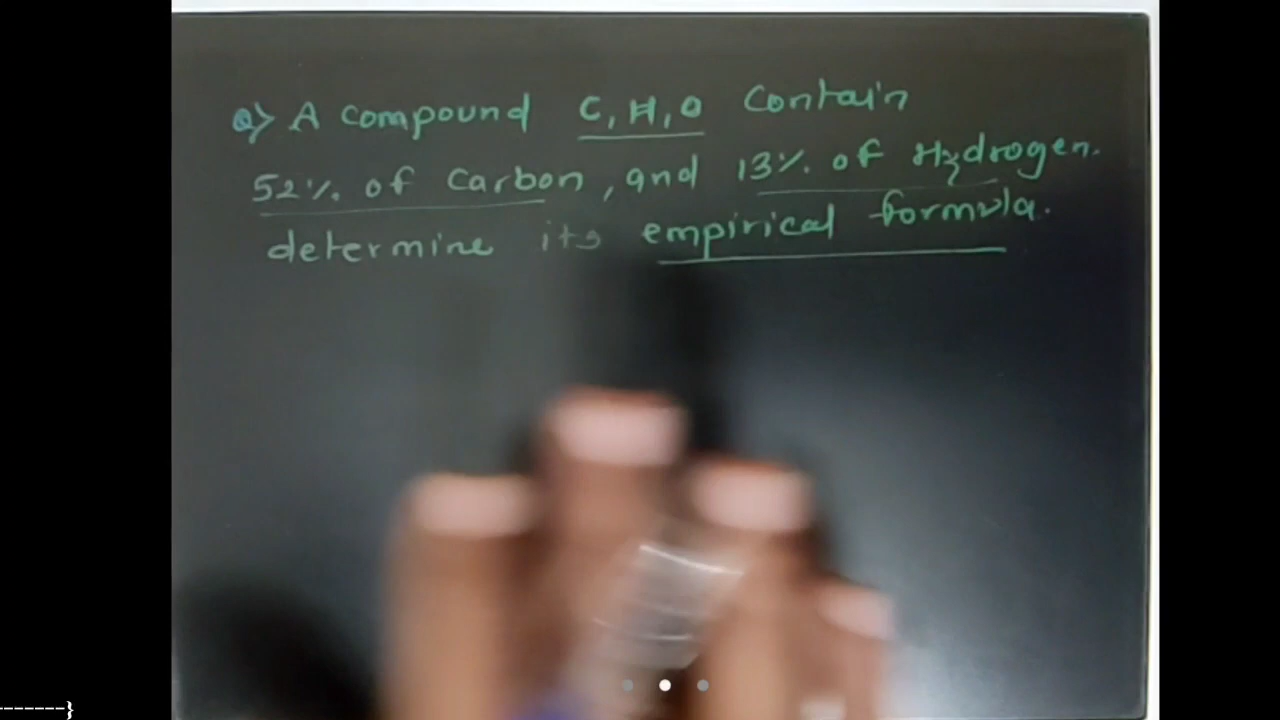 Q) A compound C, H, O Contain
52% of Carbon, and 13% of Hydrogen.
determine its empirical formula.
------}